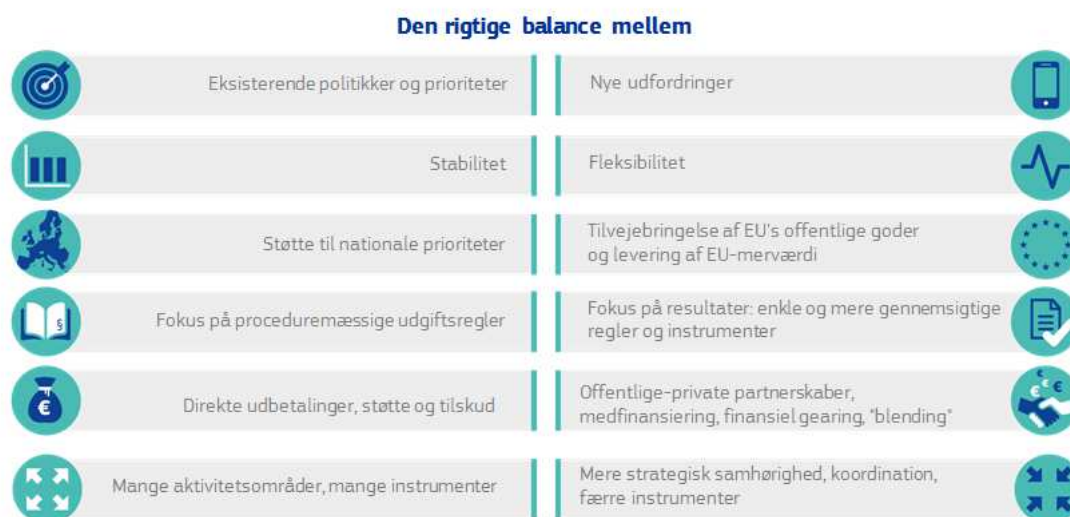 Den rigtige balance mellem
Eksisterende politikker og prioriteter
Nye udfordringer
Stabilitet
Fleksibilitet
Støtte til nationale prioriteter
Tilvejebringelse af EU's offentlige goder
og levering af EU-merværdi
Fokus på proceduremæssige udgiftsregler
§
Fokus på resultater: enkle og mere gennemsigtige
regler og instrumenter
€
Direkte udbetalinger, støtte og tilskud
Offentlige-private partnerskaber,
medfinansiering, finansiel gearing, "blending"
€ € € €
Mange aktivitetsområder, mange instrumenter
Mere strategisk samhørighed, koordination,
færre instrumenter